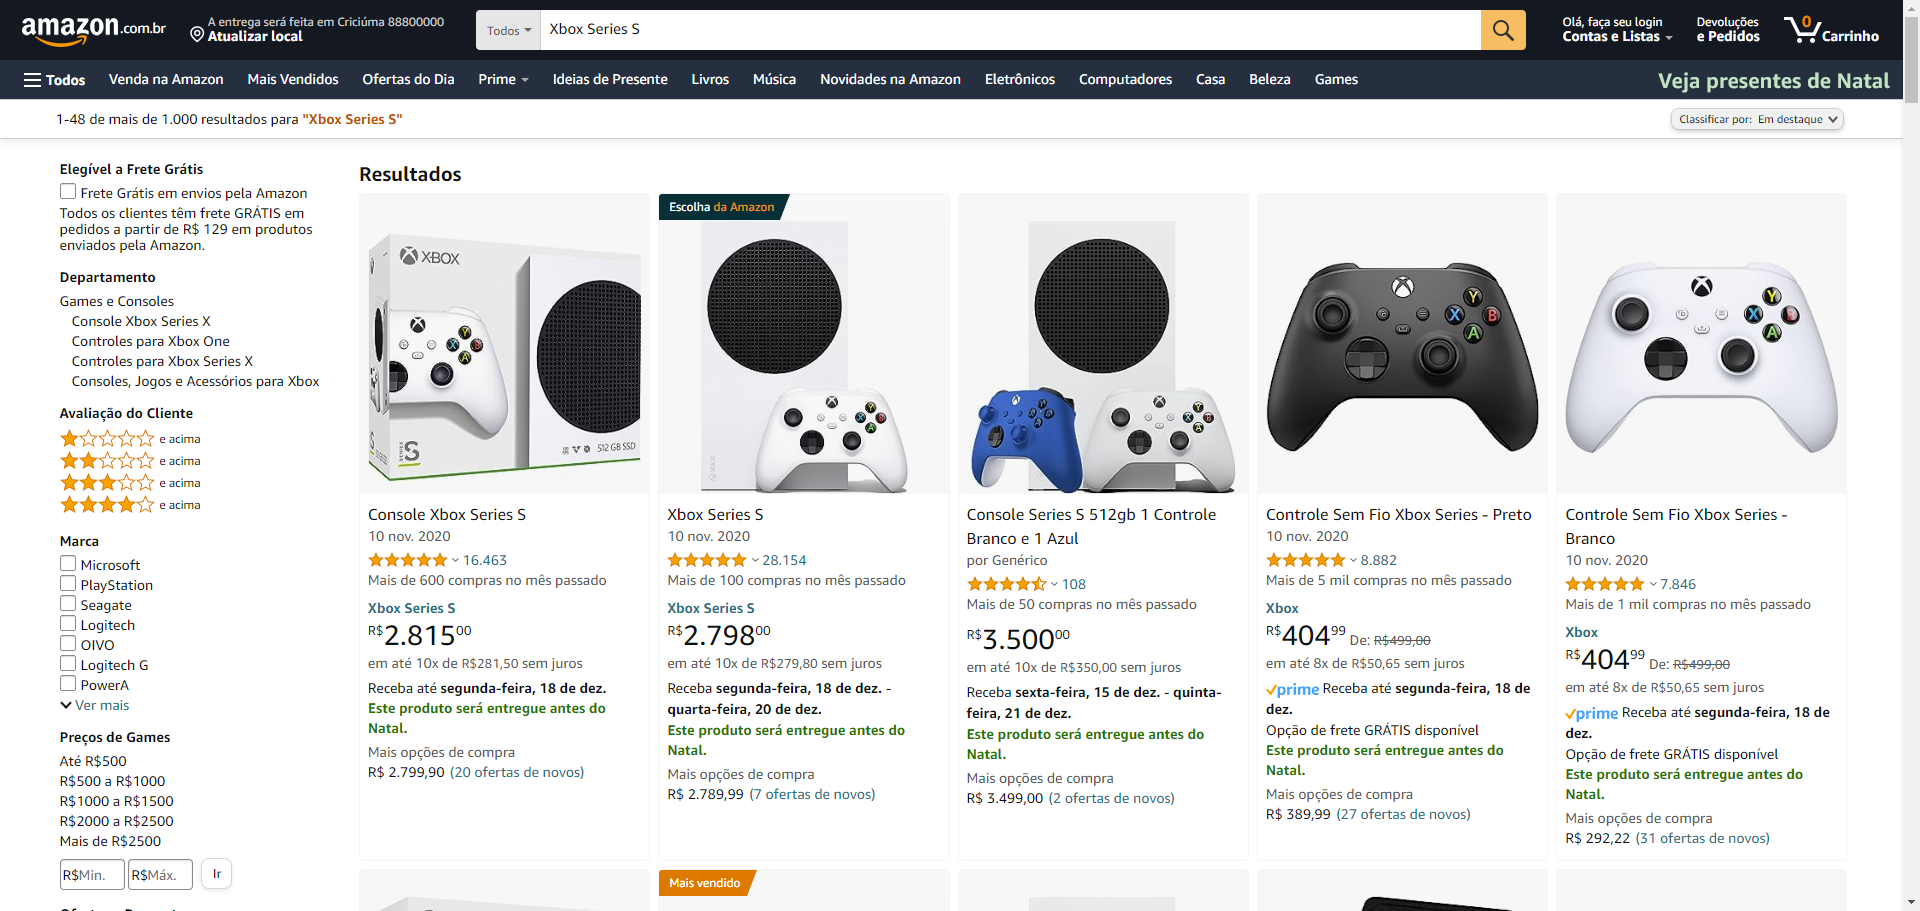 amazon.com.br
A entrega será feita em Criciúma 88800000
Atualizar local
Todos
Xbox Series S
Olá, faça seu login
Contas e Listas
Devoluções
e Pedidos
0
Carrinho
Todos
Venda na Amazon
Mais Vendidos
Ofertas do Dia
Prime
Ideias de Presente
Livros
Música
Novidades na Amazon
Eletrônicos
Computadores
Casa
Beleza
Games
Veja presentes de Natal
1-48 de mais de 1.000 resultados para "Xbox Series S"
Classificar por: Em destaque
Elegível a Frete Grátis
Frete Grátis em envios pela Amazon
Todos os clientes têm frete GRÁTIS em
pedidos a partir de R$ 129 em produtos
enviados pela Amazon.
Departamento
Games e Consoles
Console Xbox Series X
Controles para Xbox One
Controles para Xbox Series X
Consoles, Jogos e Acessórios para Xbox
Avaliação do Cliente
e acima
e acima
e acima
e acima
Marca
Microsoft
PlayStation
Seagate
Logitech
OIVO
Logitech G
PowerA
Ver mais
Preços de Games
Até R$500
R$500 a R$1000
R$1000 a R$1500
R$2000 a R$2500
Mais de R$2500
R$Min.
R$Máx.
Ir
Resultados
XBOX
SERIES
S
512 GB SSD
Console Xbox Series S
10 nov. 2020
16.463
Mais de 600 compras no mês passado
Xbox Series S
R$2.81500
em até 10x de R$281,50 sem juros
Receba até segunda-feira, 18 de dez.
Este produto será entregue antes do
Natal.
Mais opções de compra
R$ 2.799,90 (20 ofertas de novos)
Escolha da Amazon
Xbox Series S
10 nov. 2020
28.154
Mais de 100 compras no mês passado
Xbox Series S
R$2.79800
em até 10x de R$279,80 sem juros
Receba segunda-feira, 18 de dez. -
quarta-feira, 20 de dez.
Este produto será entregue antes do
Natal.
Mais opções de compra
R$ 2.789,99 (7 ofertas de novos)
Console Series S 512gb 1 Controle
Branco e 1 Azul
por Genérico
108
Mais de 50 compras no mês passado
R$3.50000
em até 10x de R$350,00 sem juros
Receba sexta-feira, 15 de dez. - quinta-
feira, 21 de dez.
Este produto será entregue antes do
Natal.
Mais opções de compra
R$ 3.499,00 (2 ofertas de novos)
Y
X
B
A
Controle Sem Fio Xbox Series - Preto
10 nov. 2020
8.882
Mais de 5 mil compras no mês passado
Xbox
R$40499 De: R$499,00
em até 8x de R$50,65 sem juros
prime Receba até segunda-feira, 18 de
dez.
Opção de frete GRÁTIS disponível
Este produto será entregue antes do
Natal.
Mais opções de compra
R$ 389,99 (27 ofertas de novos)
Y
X
B
A
Controle Sem Fio Xbox Series -
Branco
10 nov. 2020
7.846
Mais de 1 mil compras no mês passado
Xbox
R$40499 De: R$499,00
em até 8x de R$50,65 sem juros
prime Receba até segunda-feira, 18 de
dez.
Opção de frete GRÁTIS disponível
Este produto será entregue antes do
Natal.
Mais opções de compra
R$ 292,22 (31 ofertas de novos)
Mais vendido